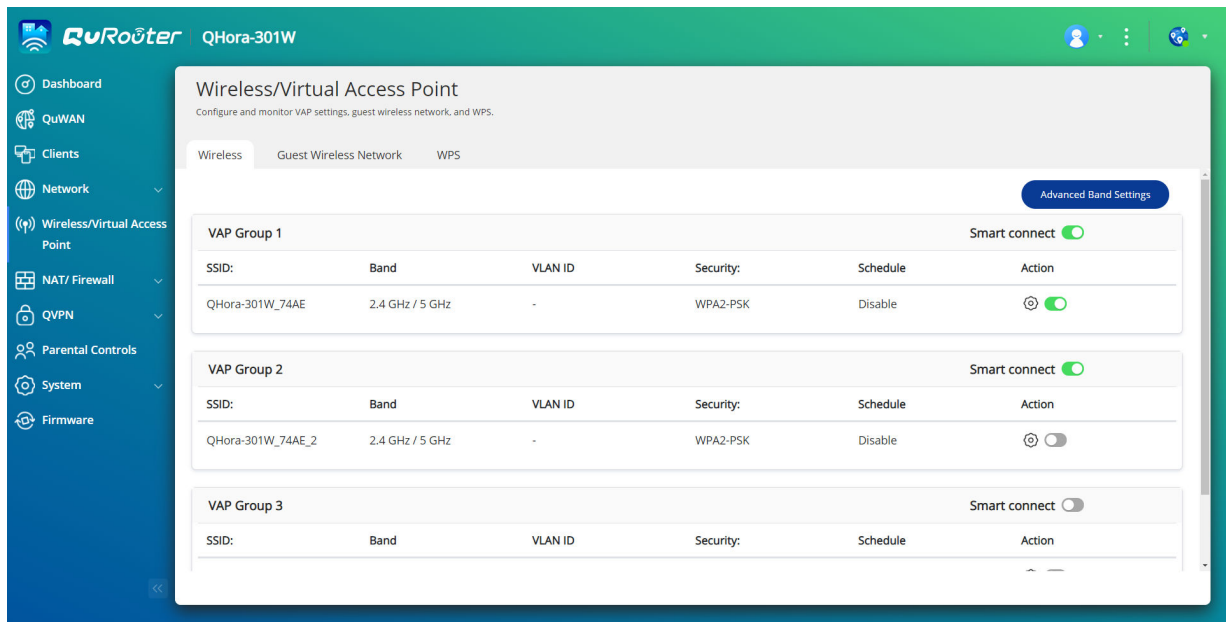 QuRoûter QHora-301W
Dashboard
QuWAN
Clients
Network
Wireless/Virtual Access
Point
NAT/ Firewall
QVPN
Parental Controls
System
Firmware
Wireless/Virtual Access Point
Configure and monitor VAP settings, guest wireless network, and WPS.
Wireless Guest Wireless Network WPS
Advanced Band Settings
VAP Group 1 Smart connect
SSID: Band VLAN ID Security: Schedule Action
QHora-301W_74AE 2.4 GHz / 5 GHz - WPA2-PSK Disable
VAP Group 2 Smart connect
SSID: Band VLAN ID Security: Schedule Action
QHora-301W_74AE_2 2.4 GHz / 5 GHz - WPA2-PSK Disable
VAP Group 3 Smart connect
SSID: Band VLAN ID Security: Schedule Action